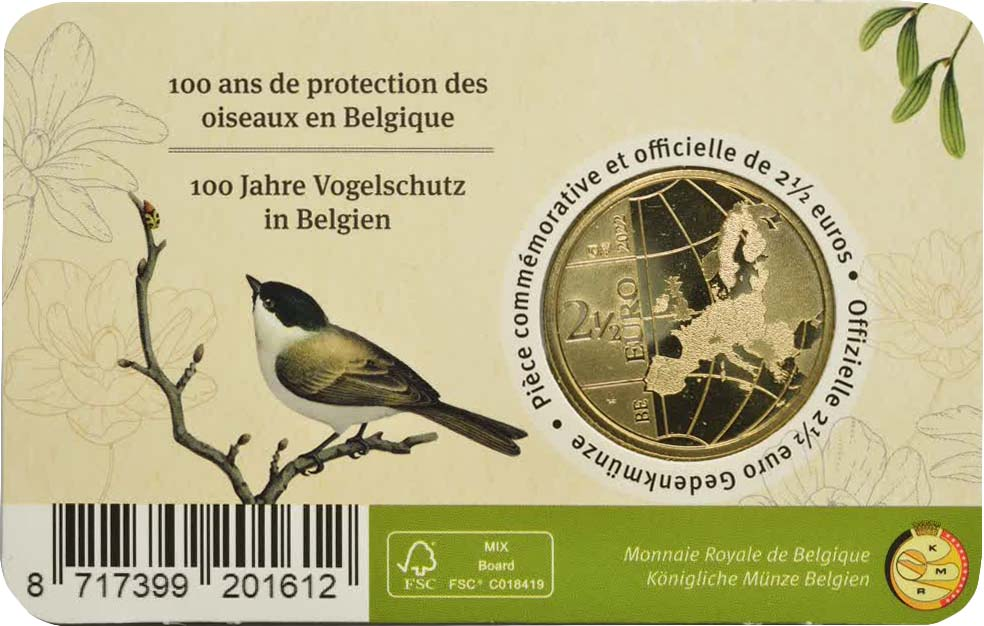 100 ans de protection des
oiseaux en Belgique
100 Jahre Vogelschutz
in Belgien
Pièce commémorative et officielle de 2½ euros • Offizielle 2½ euro Gedenkmünze •
2022
2½
EURO
BE
8 717399 201612
FSC
MIX
Board
FSC® C018419
Monnaie Royale de Belgique
Königliche Münze Belgien
K
M
R